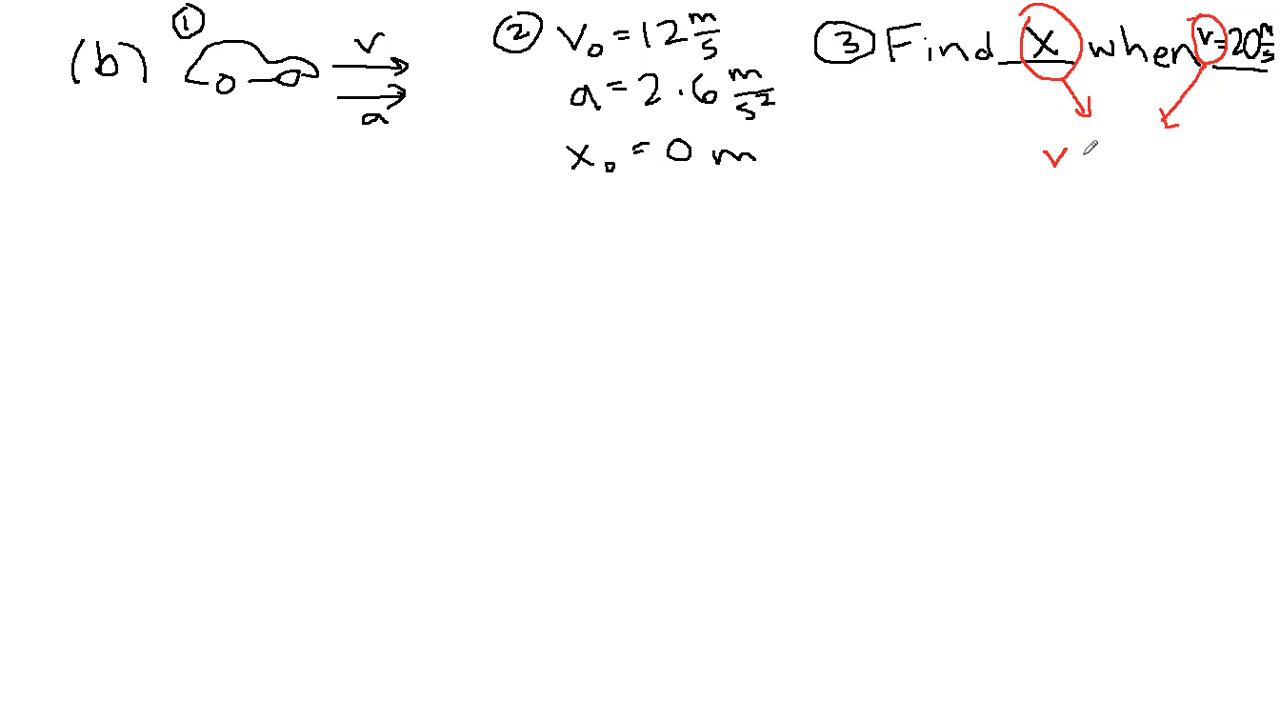 (b) ① v
a
② v₀ = 12 m/s
a = 2.6 m/s²
x₀ = 0 m
③ Find x when v=20 m/s
v